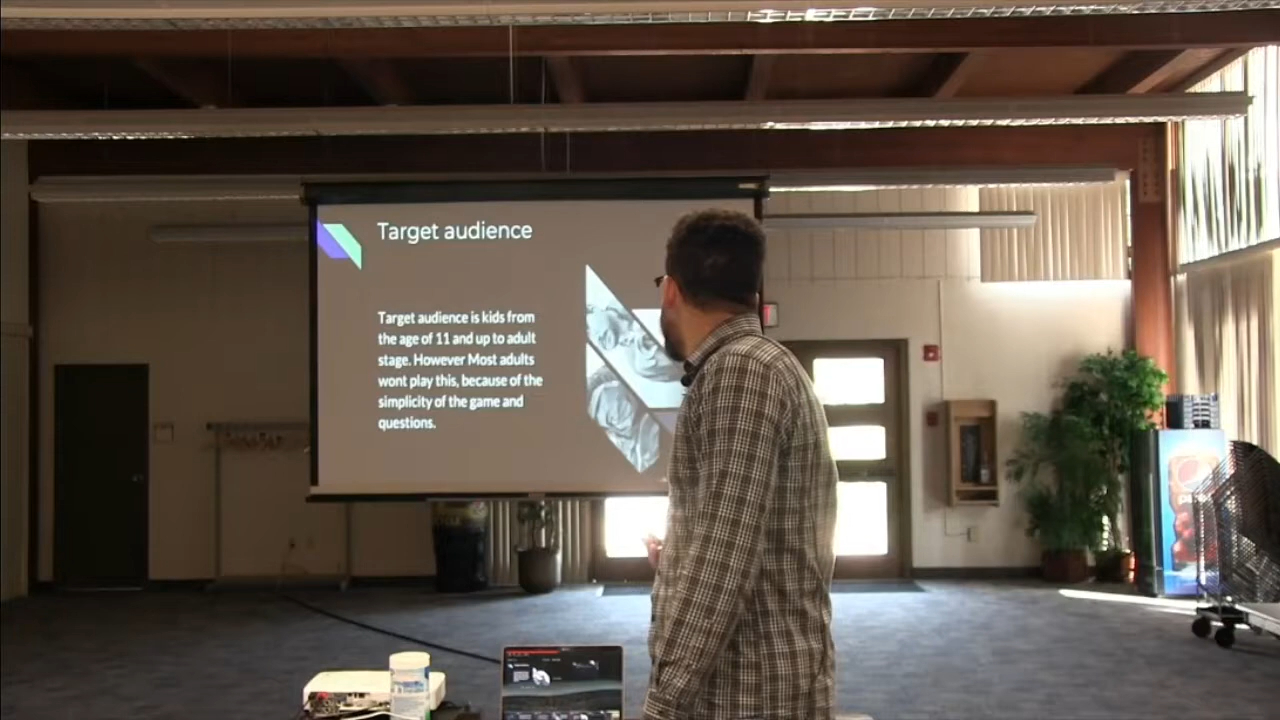 Target audience
Target audience is kids from
the age of 11 and up to adult
stage. However Most adults
wont play this, because of the
simplicity of the game and
questions.